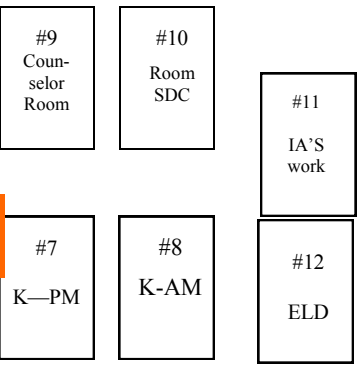 #9
Coun-
selor
Room
#10
Room
SDC
#11
IA'S
work
#7
K—PM
#8
K-AM
#12
ELD